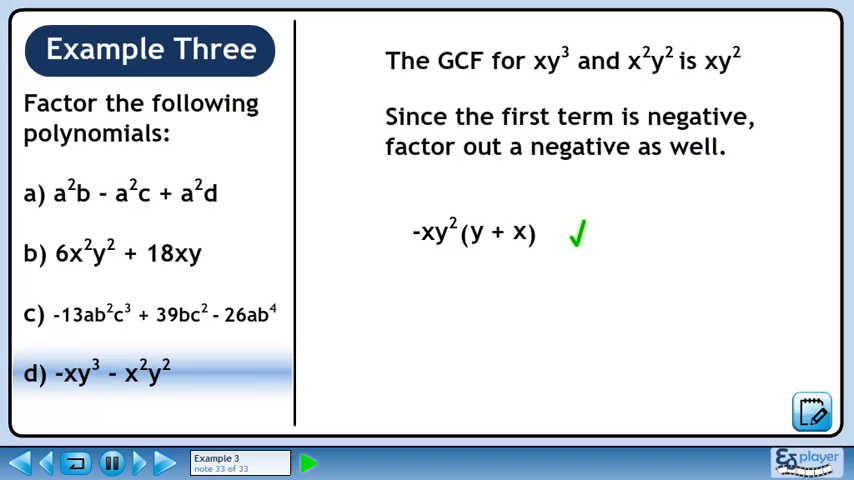 Example Three
Factor the following
polynomials:
a) a²b - a²c + a²d
b) 6x²y² + 18xy
c) -13ab²c³ + 39bc² - 26ab⁴
d) -xy³ - x²y²
The GCF for xy³ and x²y² is xy²
Since the first term is negative,
factor out a negative as well.
-xy²(y + x)
Example 3
note 33 of 33
player